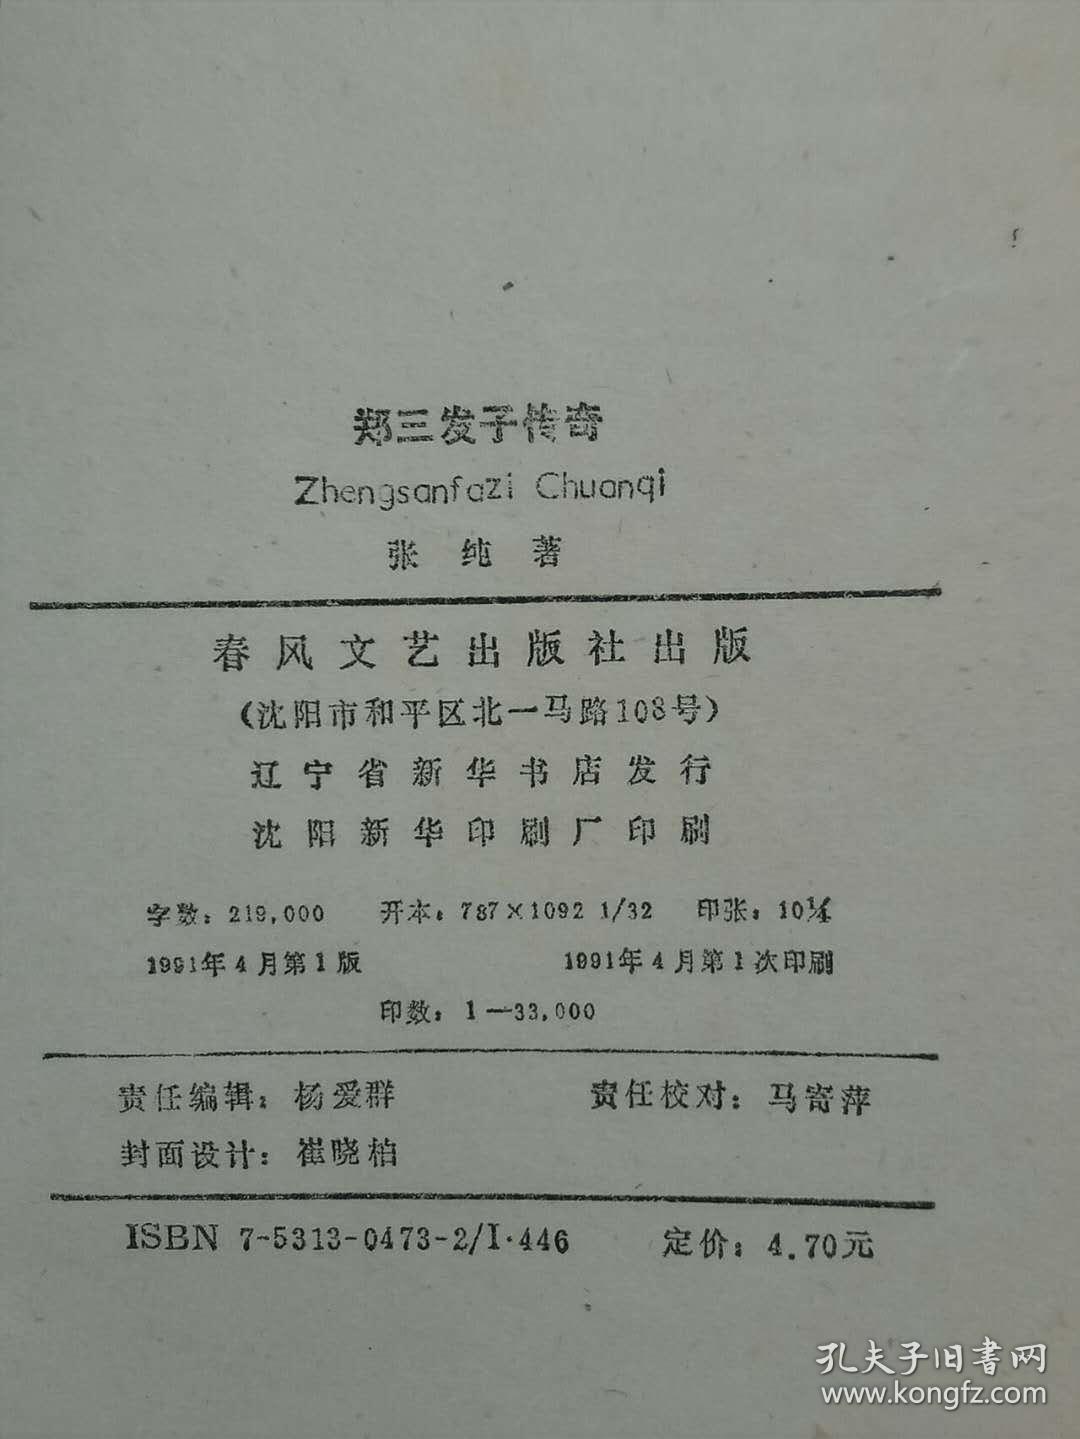 郑三发子传奇
Zhengsanfazi Chuanqi
张 纯 著
春风文艺出版社出版
(沈阳市和平区北一马路108号)
辽宁省新华书店发行
沈阳新华印刷厂印刷
字数：219,000 开本：787×1092 1/32 印张：10¼
1991年4月第1版 1991年4月第1次印刷
印数：1—33,000
责任编辑：杨爱群 责任校对：马寄萍
封面设计：崔晓柏
ISBN 7-5313-0473-2/I·446 定价：4.70元
孔夫子旧书网
www.kongfz.com